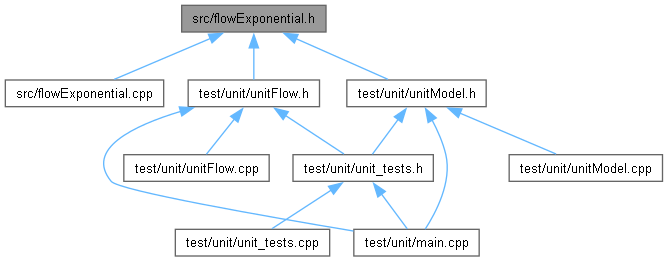 src/flowExponential.h
src/flowExponential.cpp
test/unit/unitFlow.h
test/unit/unitModel.h
test/unit/unitFlow.cpp
test/unit/unit_tests.h
test/unit/unitModel.cpp
test/unit/unit_tests.cpp
test/unit/main.cpp